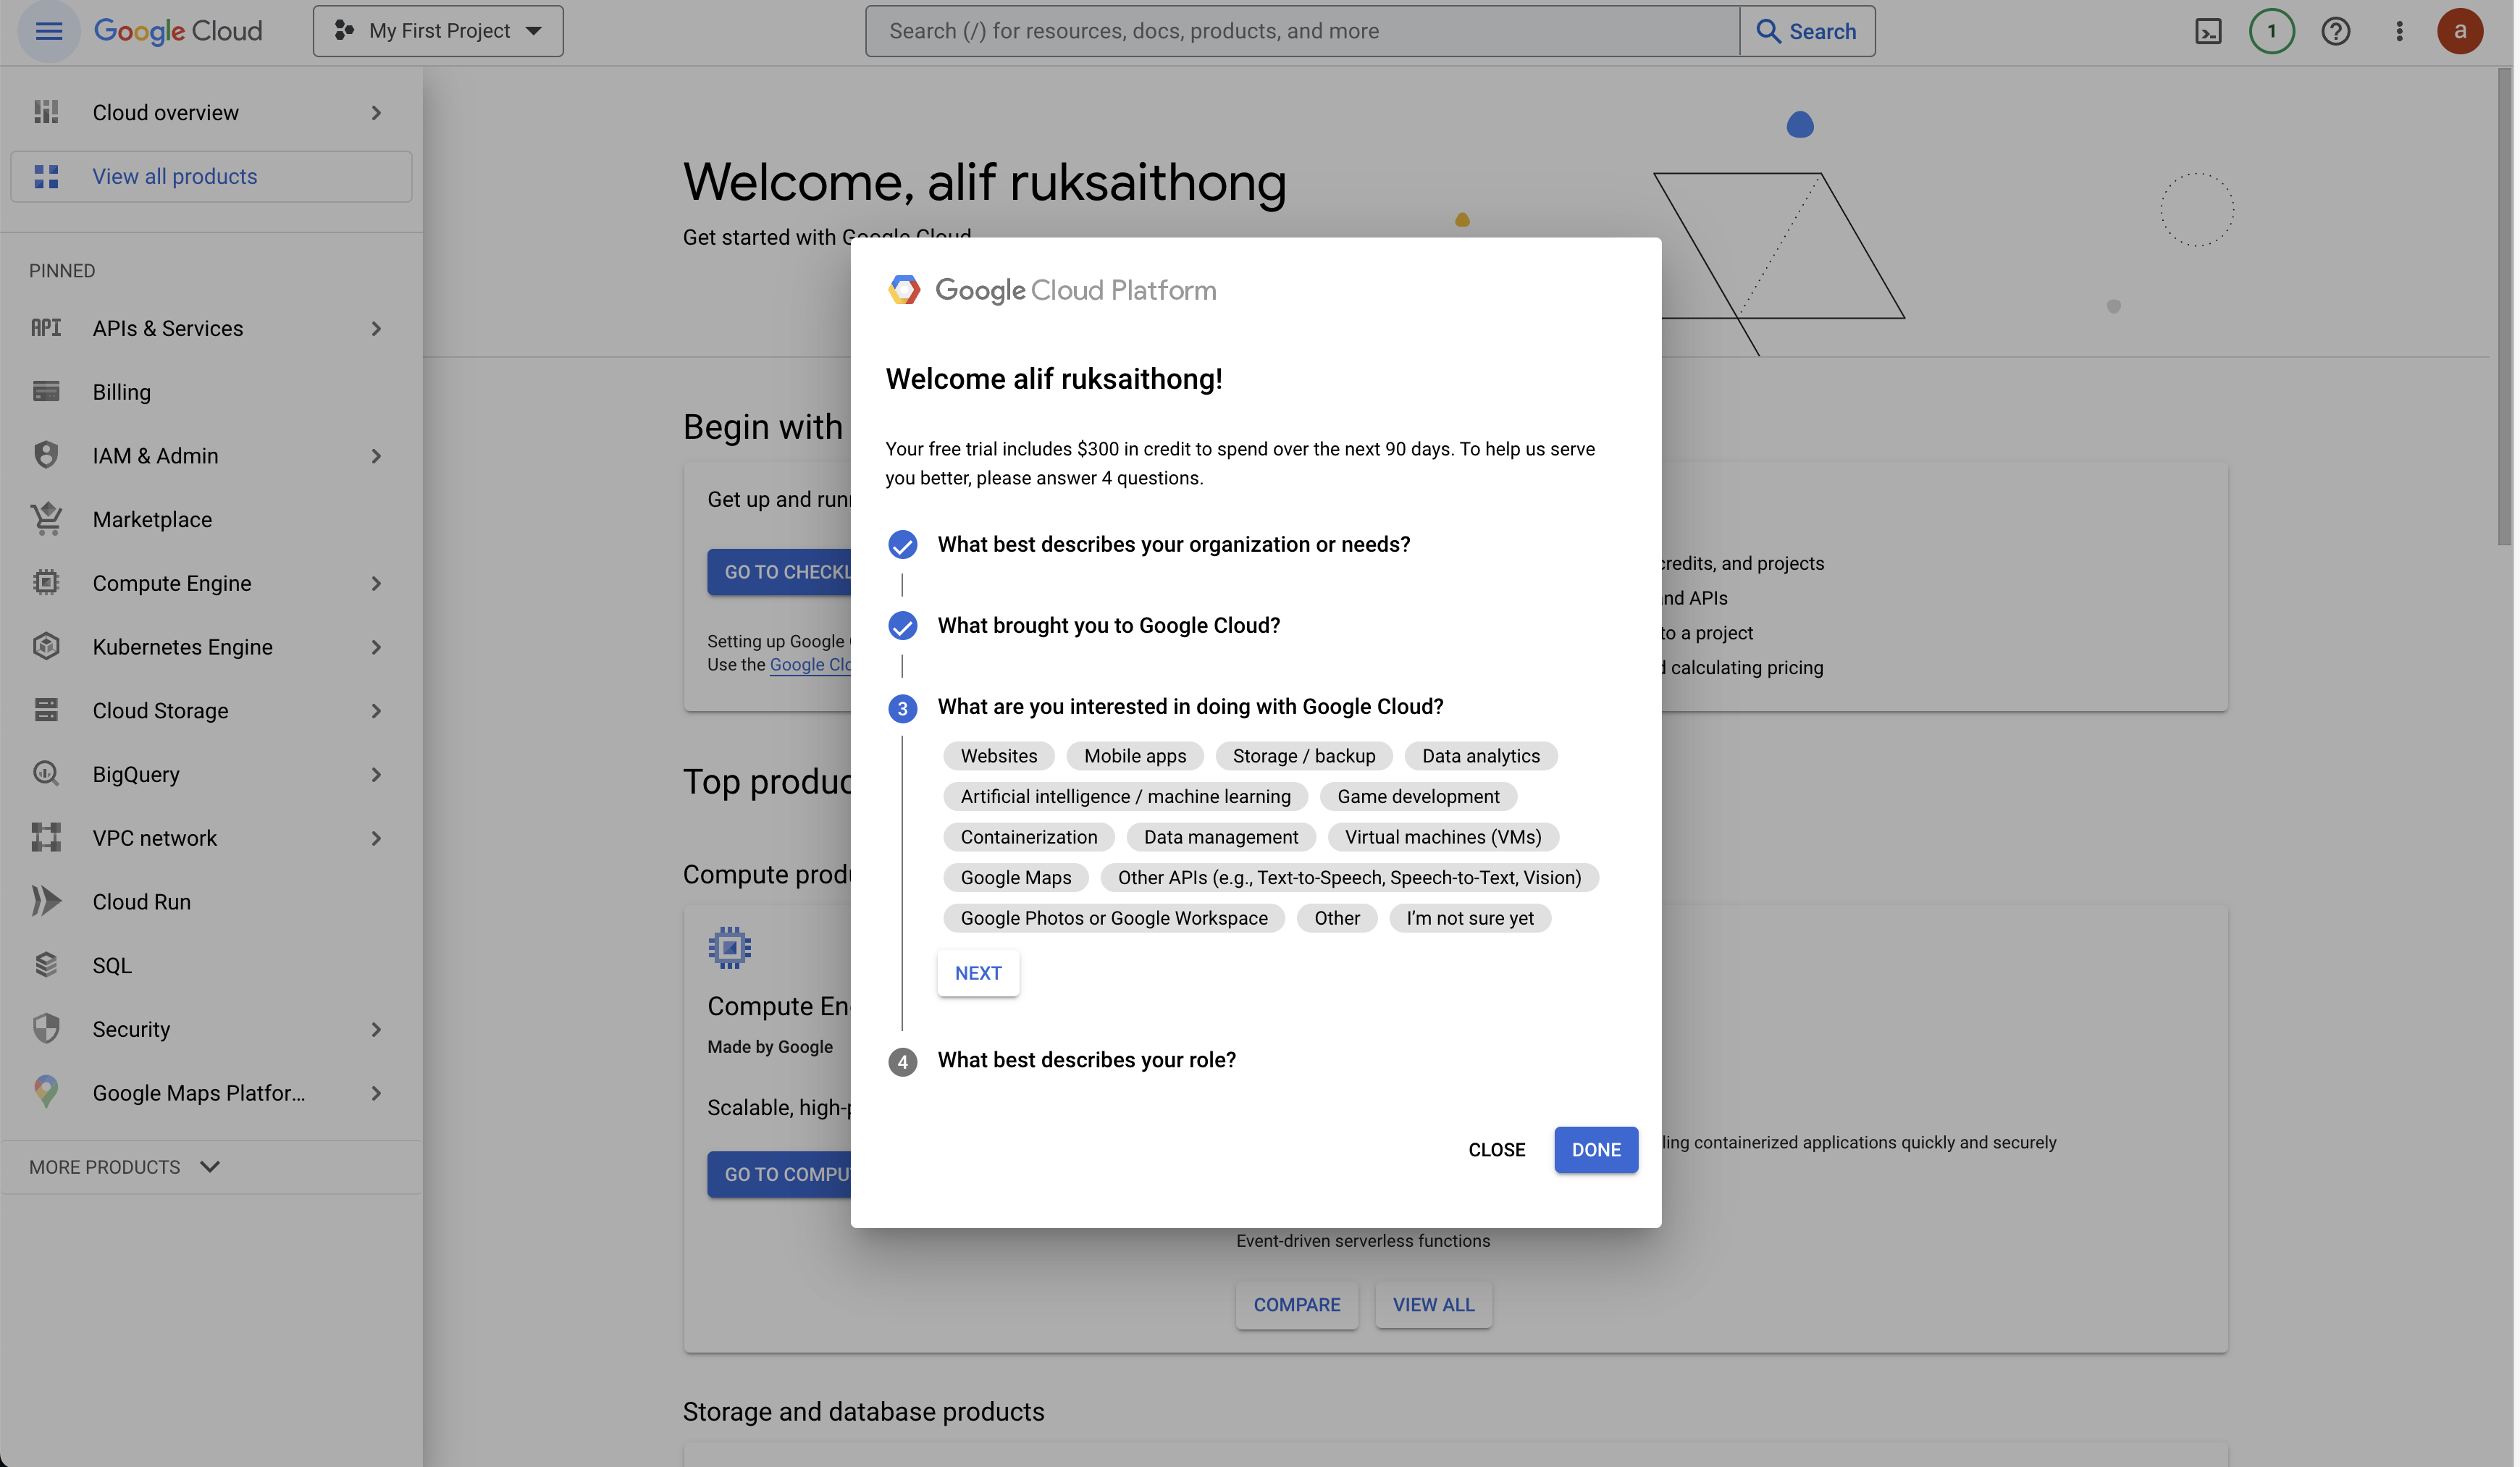 Google Cloud
My First Project
Search (/) for resources, docs, products, and more
Search
1
a
Cloud overview
View all products
PINNED
API APIs & Services
Billing
IAM & Admin
Marketplace
Compute Engine
Kubernetes Engine
Cloud Storage
BigQuery
VPC network
Cloud Run
SQL
Security
Google Maps Platfor...
MORE PRODUCTS
Welcome, alif ruksaithong
Get started with Google Cloud
Begin with
Get up and
GO TO
Setting up Google
Use the Google
credits, and projects
and APIs
to a project
calculating pricing
Top
Compute
Compute
Made by Google
Scalable,
GO TO
ling containerized applications quickly and securely
Event-driven serverless functions
COMPARE
VIEW ALL
Storage and database products
Google Cloud Platform
Welcome alif ruksaithong!
Your free trial includes $300 in credit to spend over the next 90 days. To help us serve
you better, please answer 4 questions.
What best describes your organization or needs?
What brought you to Google Cloud?
3 What are you interested in doing with Google Cloud?
Websites Mobile apps Storage / backup Data analytics
Artificial intelligence / machine learning Game development
Containerization Data management Virtual machines (VMs)
Google Maps Other APIs (e.g., Text-to-Speech, Speech-to-Text, Vision)
Google Photos or Google Workspace Other I'm not sure yet
NEXT
4 What best describes your role?
CLOSE DONE